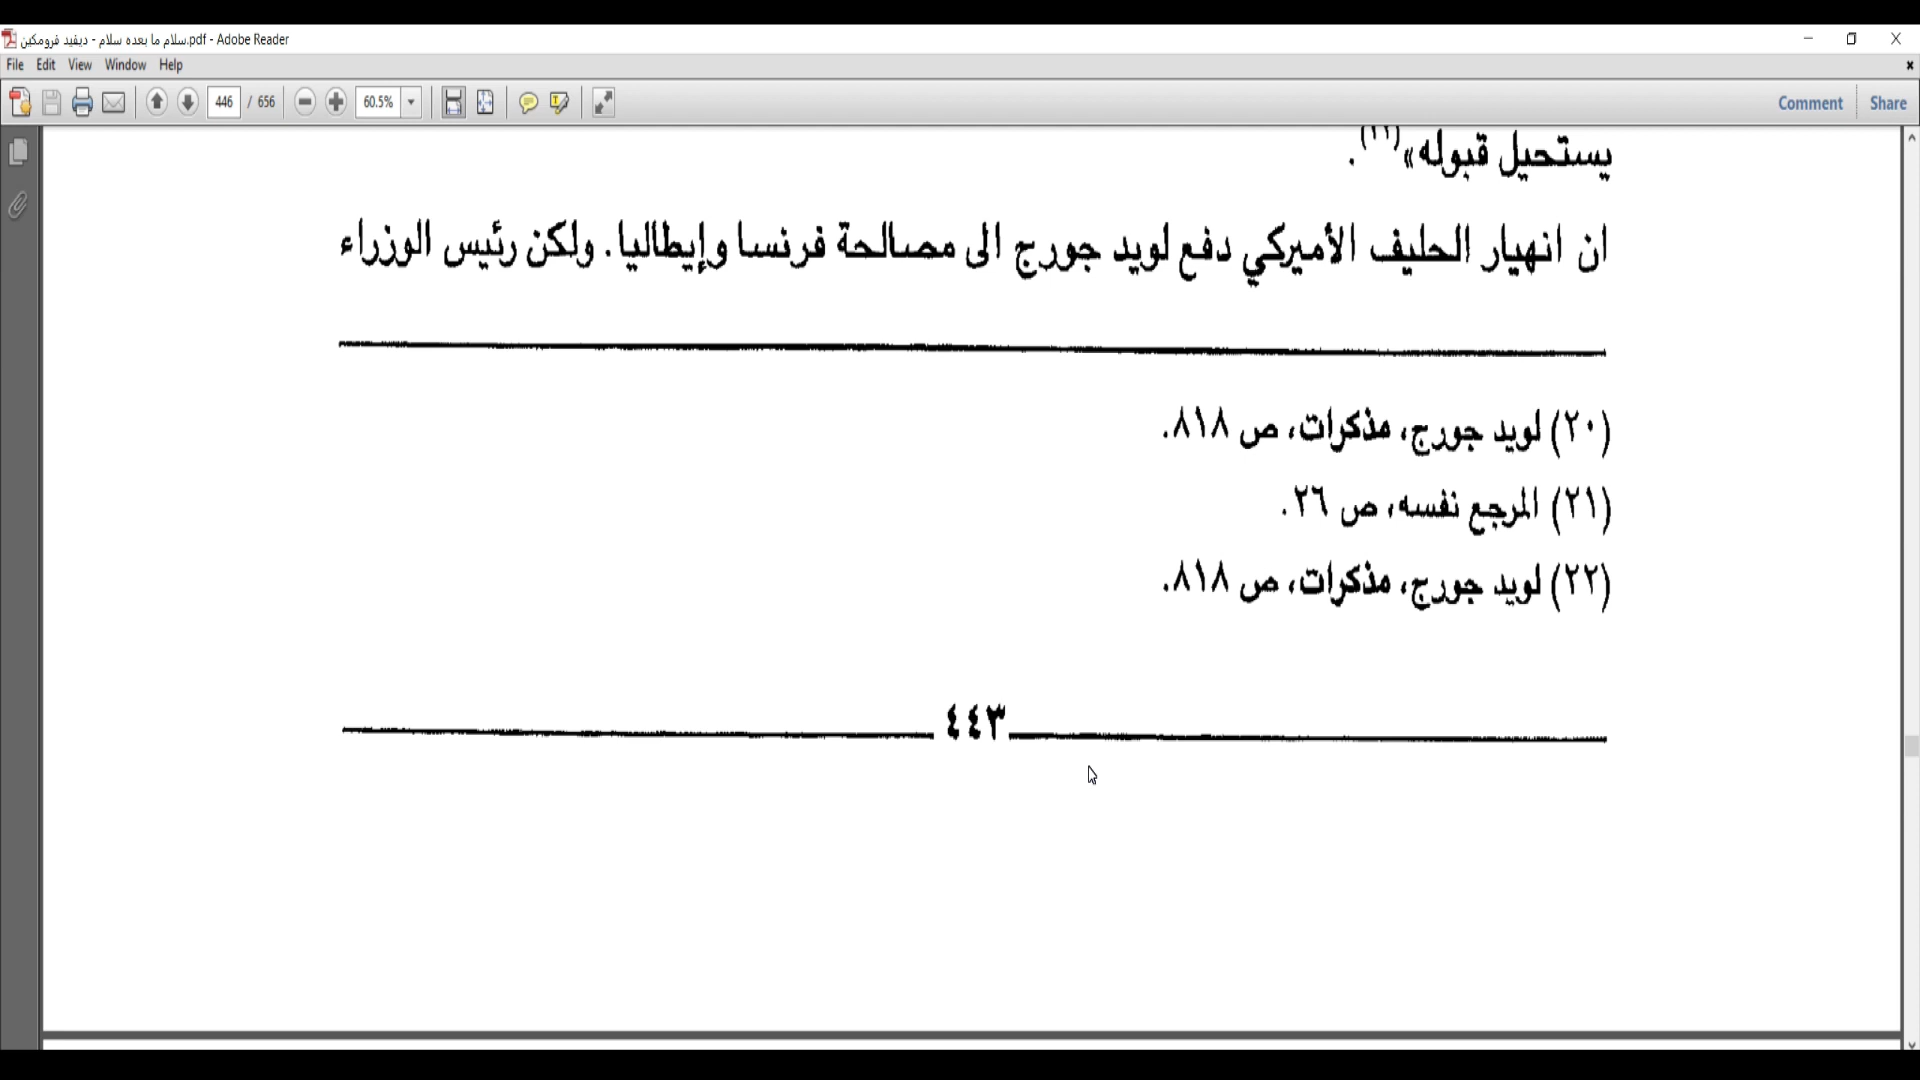 سلام ما بعده سلام - ديفيد فرومكين.pdf - Adobe Reader
File Edit View Window Help
446 / 656 60.5% Comment Share
يستحيل قبوله».
ان انهيار الحليف الأميركي دفع لويد جورج الى مصالحة فرنسا وإيطاليا. ولكن رئيس الوزراء
(٢٠) لويد جورج، مذكرات، ص ٨١٨.
(٢١) المرجع نفسه، ص ٢٦.
(٢٢) لويد جورج، مذكرات، ص ٨١٨.
٤٤٣